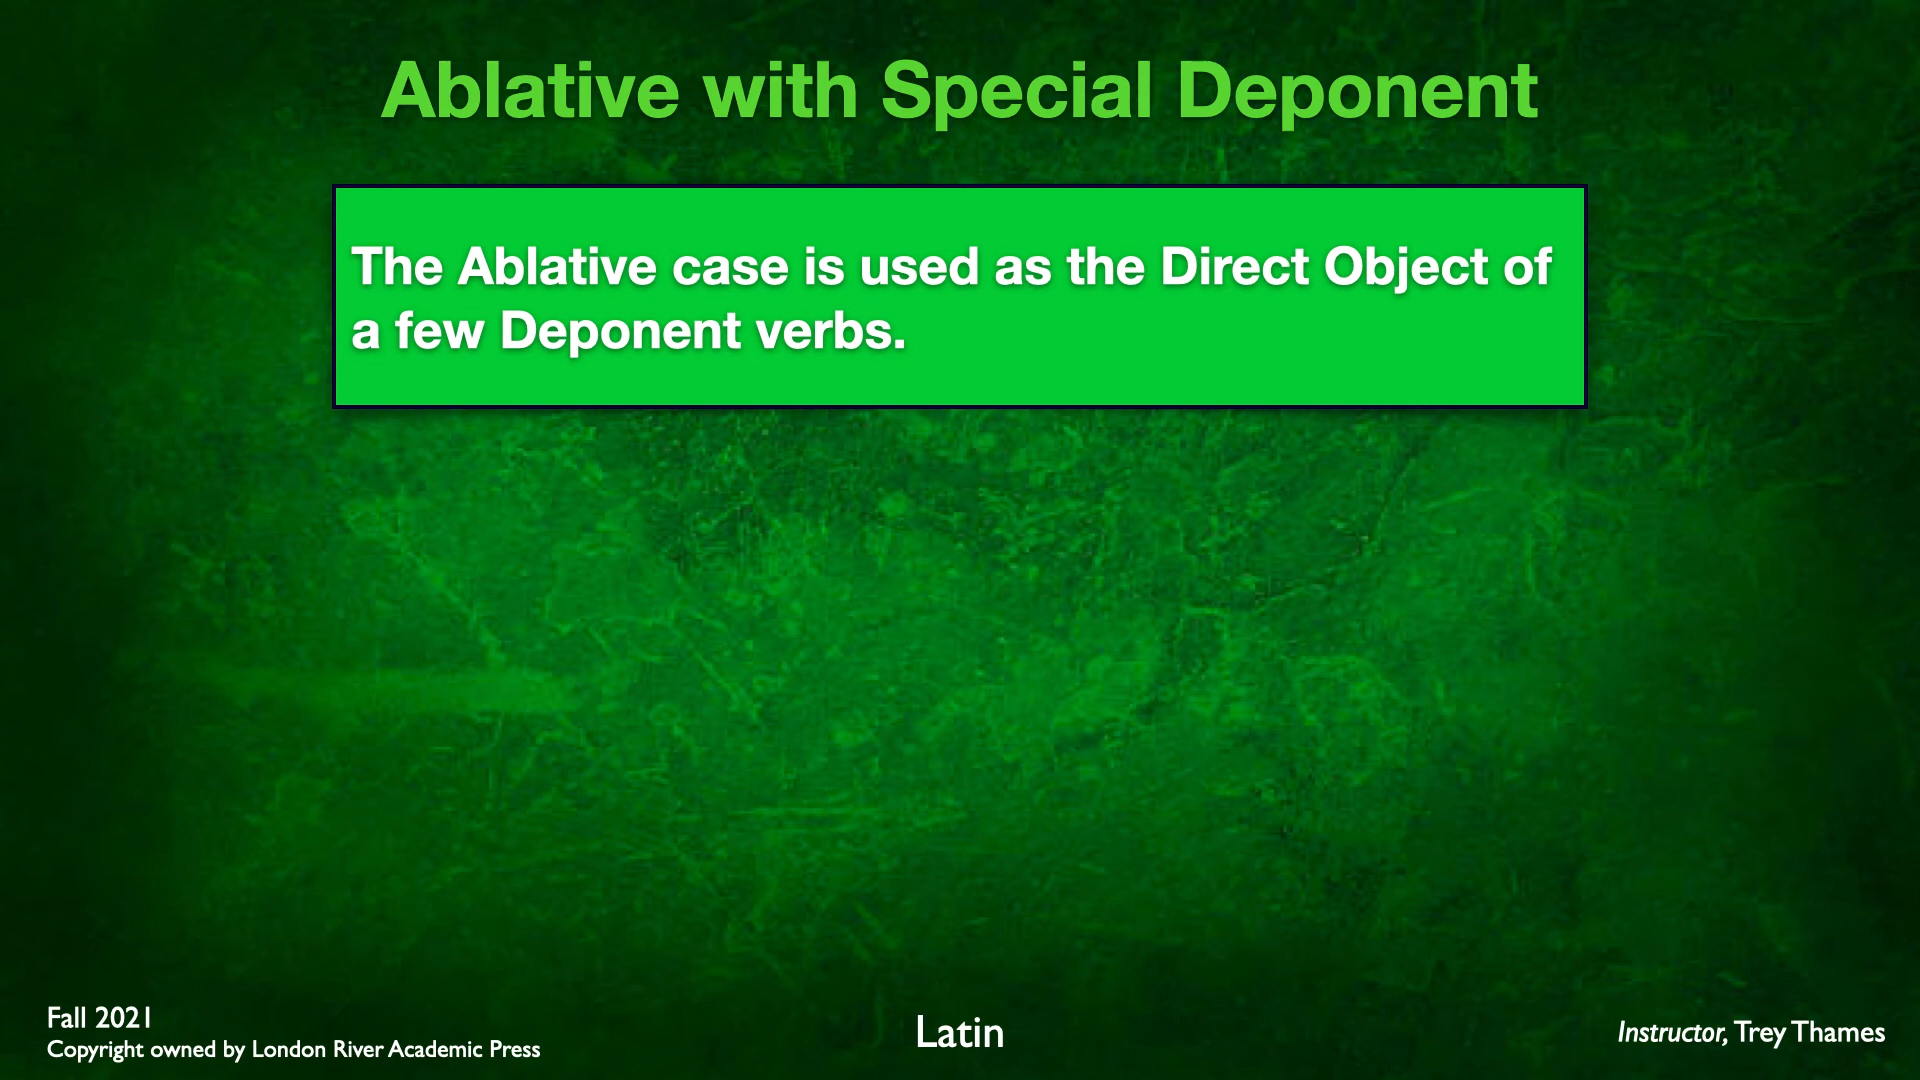 Ablative with Special Deponent
The Ablative case is used as the Direct Object of
a few Deponent verbs.
Fall 2021
Copyright owned by London River Academic Press
Latin
Instructor, Trey Thames